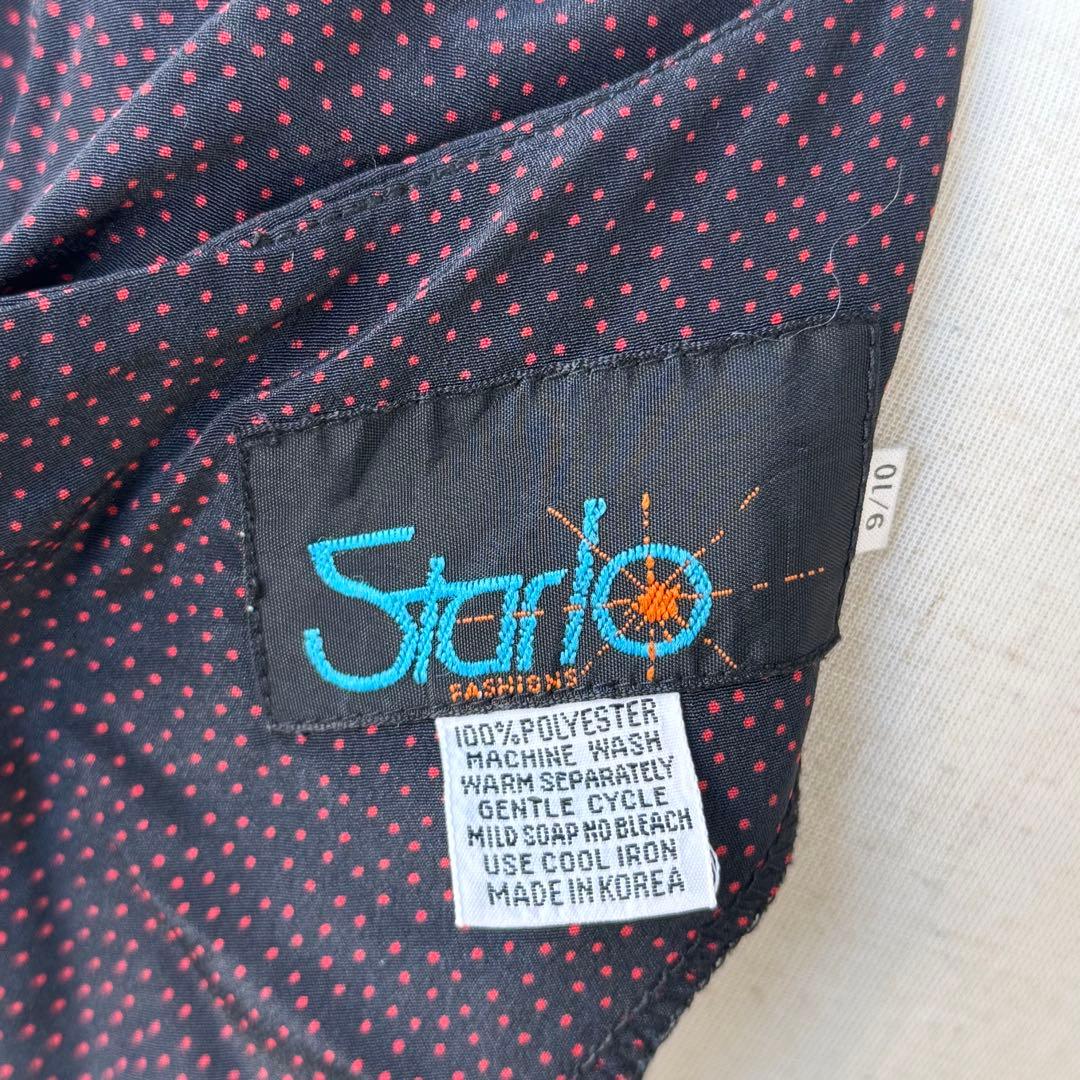 Starlo
FASHIONS
9/10
100% POLYESTER
MACHINE WASH
WARM SEPARATELY
GENTLE CYCLE
MILD SOAP NO BLEACH
USE COOL IRON
MADE IN KOREA